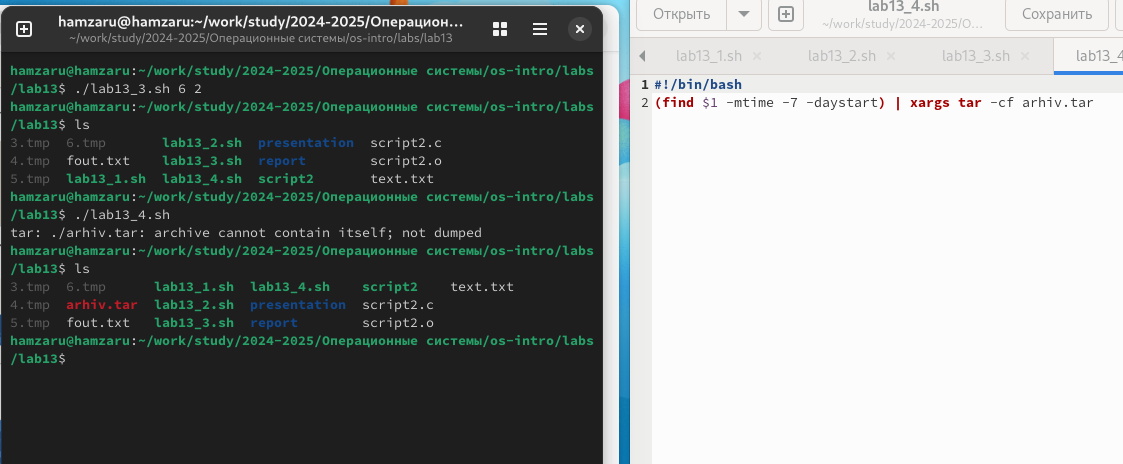 hamzaru@hamzaru:~/work/study/2024-2025/Операцион...
~/work/study/2024-2025/Операционные системы/os-intro/labs/lab13
hamzaru@hamzaru:~/work/study/2024-2025/Операционные системы/os-intro/labs
/lab13$ ./lab13_3.sh 6 2
hamzaru@hamzaru:~/work/study/2024-2025/Операционные системы/os-intro/labs
/lab13$ ls
3.tmp  6.tmp       lab13_2.sh  presentation  script2.c
4.tmp  fout.txt    lab13_3.sh  report        script2.o
5.tmp  lab13_1.sh  lab13_4.sh  script2       text.txt
hamzaru@hamzaru:~/work/study/2024-2025/Операционные системы/os-intro/labs
/lab13$ ./lab13_4.sh
tar: ./arhiv.tar: archive cannot contain itself; not dumped
hamzaru@hamzaru:~/work/study/2024-2025/Операционные системы/os-intro/labs
/lab13$ ls
3.tmp  6.tmp      lab13_1.sh  lab13_4.sh    script2    text.txt
4.tmp  arhiv.tar  lab13_2.sh  presentation  script2.c
5.tmp  fout.txt   lab13_3.sh  report        script2.o
hamzaru@hamzaru:~/work/study/2024-2025/Операционные системы/os-intro/labs
/lab13$
Открыть
lab13_4.sh
~/work/study/2024-2025/О...
Сохранить
lab13_1.sh
lab13_2.sh
lab13_3.sh
lab13_4
1 #!/bin/bash
2 (find $1 -mtime -7 -daystart) | xargs tar -cf arhiv.tar